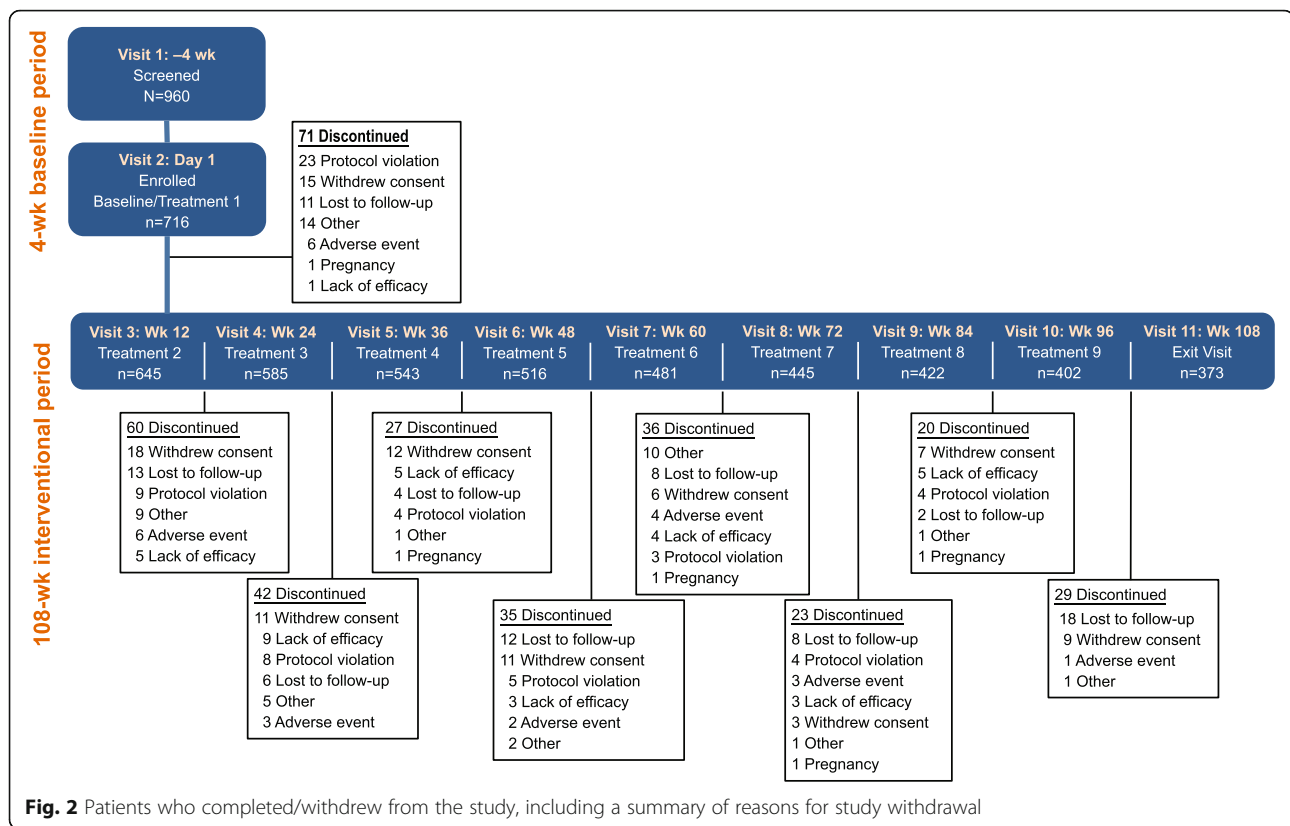 4-wk baseline period
Visit 1: –4 wk
Screened
N=960
Visit 2: Day 1
Enrolled
Baseline/Treatment 1
n=716
71 Discontinued
23 Protocol violation
15 Withdrew consent
11 Lost to follow-up
14 Other
6 Adverse event
1 Pregnancy
1 Lack of efficacy
108-wk interventional period
Visit 3: Wk 12
Treatment 2
n=645
Visit 4: Wk 24
Treatment 3
n=585
Visit 5: Wk 36
Treatment 4
n=543
Visit 6: Wk 48
Treatment 5
n=516
Visit 7: Wk 60
Treatment 6
n=481
Visit 8: Wk 72
Treatment 7
n=445
Visit 9: Wk 84
Treatment 8
n=422
Visit 10: Wk 96
Treatment 9
n=402
Visit 11: Wk 108
Exit Visit
n=373
60 Discontinued
18 Withdrew consent
13 Lost to follow-up
9 Protocol violation
9 Other
6 Adverse event
5 Lack of efficacy
42 Discontinued
11 Withdrew consent
9 Lack of efficacy
8 Protocol violation
6 Lost to follow-up
5 Other
3 Adverse event
27 Discontinued
12 Withdrew consent
5 Lack of efficacy
4 Lost to follow-up
4 Protocol violation
1 Other
1 Pregnancy
35 Discontinued
12 Lost to follow-up
11 Withdrew consent
5 Protocol violation
3 Lack of efficacy
2 Adverse event
2 Other
36 Discontinued
10 Other
8 Lost to follow-up
6 Withdrew consent
4 Adverse event
4 Lack of efficacy
3 Protocol violation
1 Pregnancy
23 Discontinued
8 Lost to follow-up
4 Protocol violation
3 Adverse event
3 Lack of efficacy
3 Withdrew consent
1 Other
1 Pregnancy
20 Discontinued
7 Withdrew consent
5 Lack of efficacy
4 Protocol violation
2 Lost to follow-up
1 Other
1 Pregnancy
29 Discontinued
18 Lost to follow-up
9 Withdrew consent
1 Adverse event
1 Other
Fig. 2 Patients who completed/withdrew from the study, including a summary of reasons for study withdrawal